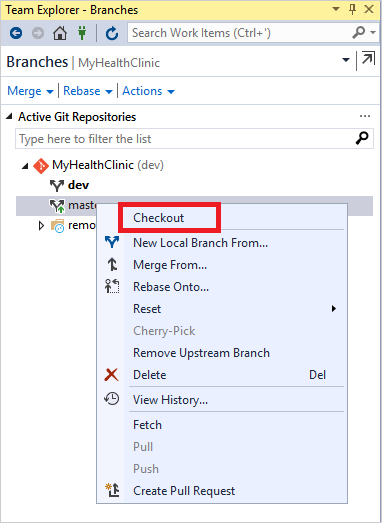 Team Explorer - Branches
Search Work Items (Ctrl+')
Branches | MyHealthClinic
Merge Rebase Actions
Active Git Repositories
Type here to filter the list
MyHealthClinic (dev)
dev
maste
remo
Checkout
New Local Branch From...
Merge From...
Rebase Onto...
Reset
Cherry-Pick
Remove Upstream Branch
Delete Del
View History...
Fetch
Pull
Push
Create Pull Request